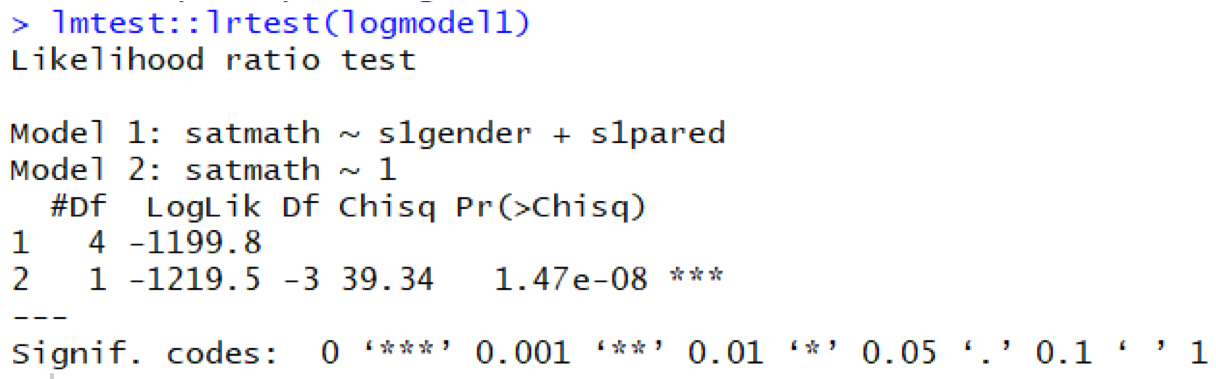 > lmtest::lrtest(logmodel1)
Likelihood ratio test
Model 1: satmath ~ s1gender + s1pared
Model 2: satmath ~ 1
  #Df  LogLik Df Chisq Pr(>Chisq)
1   4 -1199.8
2   1 -1219.5 -3 39.34   1.47e-08 ***
---
Signif. codes:  0 ‘***’ 0.001 ‘**’ 0.01 ‘*’ 0.05 ‘.’ 0.1 ‘ ’ 1